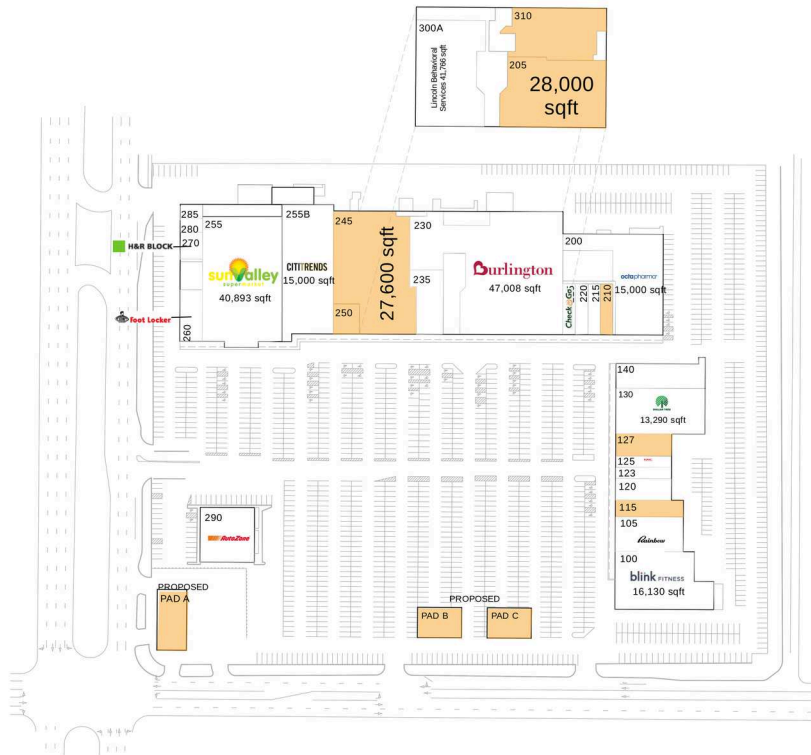 310
300A
Lincoln Behavioral
Services 41,766 sqft
205
28,000
sqft
285
280
270
255
255B
245
230
H&R BLOCK
200
27,600 sqft
sun valley
supermarket
40,893 sqft
CITITRENDS
15,000 sqft
235
Burlington
47,008 sqft
octapharma
15,000 sqft
Check Go
220
215
210
Foot Locker
260
250
140
130
13,290 sqft
127
125
123
120
115
105
Rainbow
100
blink FITNESS
16,130 sqft
290
AutoZone
PROPOSED
PAD A
PROPOSED
PAD B
PAD C